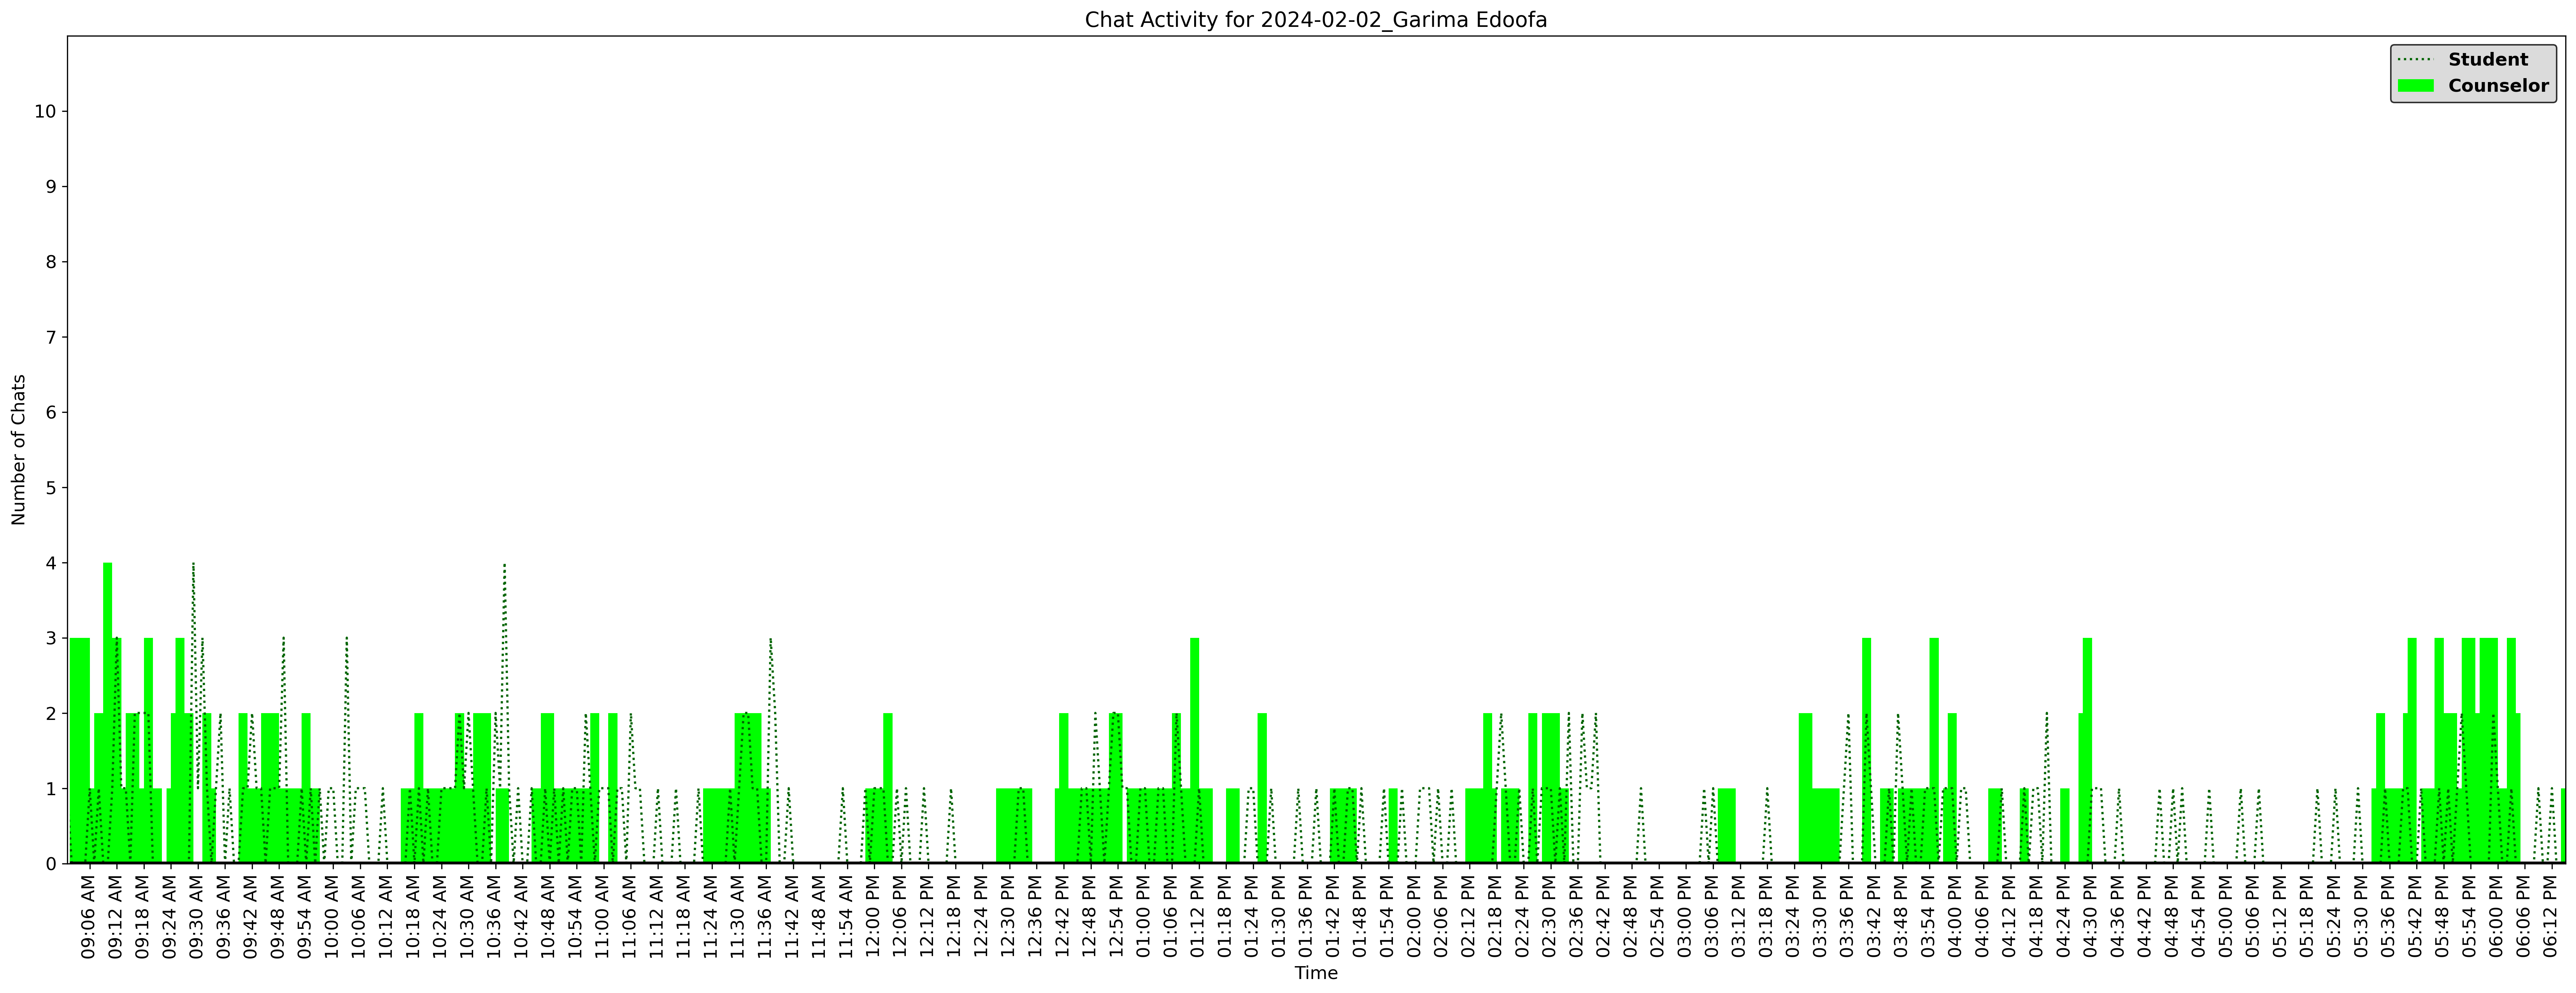 Chat Activity for 2024-02-02_Garima Edoofa
Student
Counselor
Number of Chats
10
9
8
7
6
5
4
3
2
1
0
09:06 AM
09:12 AM
09:18 AM
09:24 AM
09:30 AM
09:36 AM
09:42 AM
09:48 AM
09:54 AM
10:00 AM
10:06 AM
10:12 AM
10:18 AM
10:24 AM
10:30 AM
10:36 AM
10:42 AM
10:48 AM
10:54 AM
11:00 AM
11:06 AM
11:12 AM
11:18 AM
11:24 AM
11:30 AM
11:36 AM
11:42 AM
11:48 AM
11:54 AM
12:00 PM
12:06 PM
12:12 PM
12:18 PM
12:24 PM
12:30 PM
12:36 PM
12:42 PM
12:48 PM
12:54 PM
01:00 PM
01:06 PM
01:12 PM
01:18 PM
01:24 PM
01:30 PM
01:36 PM
01:42 PM
01:48 PM
01:54 PM
02:00 PM
02:06 PM
02:12 PM
02:18 PM
02:24 PM
02:30 PM
02:36 PM
02:42 PM
02:48 PM
02:54 PM
03:00 PM
03:06 PM
03:12 PM
03:18 PM
03:24 PM
03:30 PM
03:36 PM
03:42 PM
03:48 PM
03:54 PM
04:00 PM
04:06 PM
04:12 PM
04:18 PM
04:24 PM
04:30 PM
04:36 PM
04:42 PM
04:48 PM
04:54 PM
05:00 PM
05:06 PM
05:12 PM
05:18 PM
05:24 PM
05:30 PM
05:36 PM
05:42 PM
05:48 PM
05:54 PM
06:00 PM
06:06 PM
06:12 PM
Time